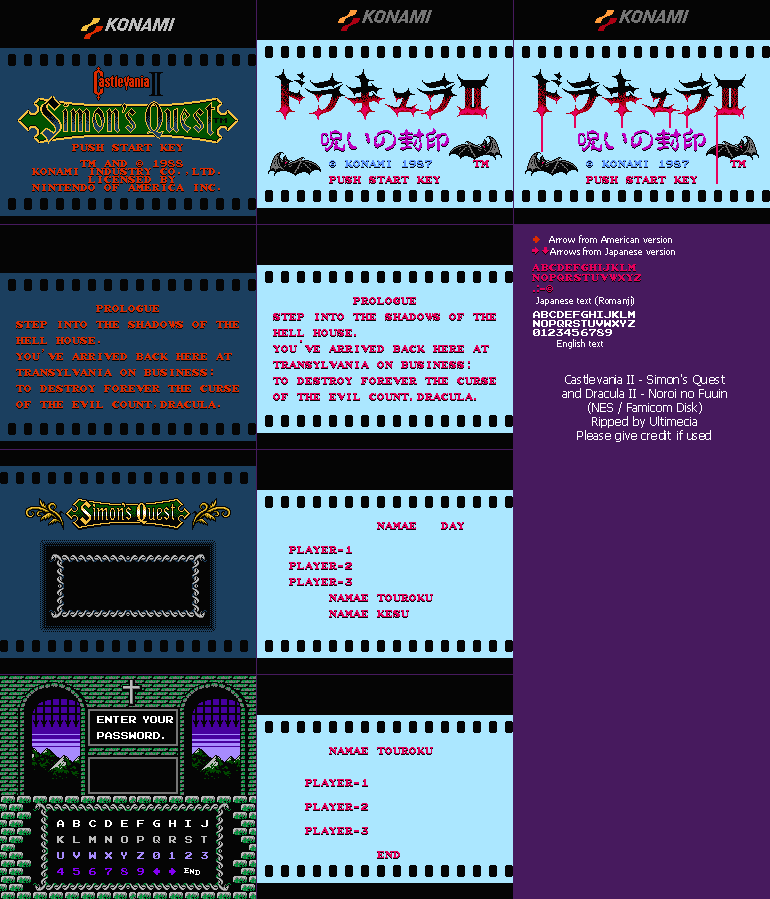 KONAMI
Castlevania II
Simon's Quest TM
PUSH START KEY
TM AND © 1988
KONAMI INDUSTRY CO.,LTD.
LICENSED BY
NINTENDO OF AMERICA INC.
KONAMI
ドラキュラII
呪いの封印
TM
© KONAMI 1987
PUSH START KEY
KONAMI
ドラキュラII
呪いの封印
TM
© KONAMI 1987
PUSH START KEY
PROLOGUE
STEP INTO THE SHADOWS OF THE
HELL HOUSE.
YOU'VE ARRIVED BACK HERE AT
TRANSYLVANIA ON BUSINESS:
TO DESTROY FOREVER THE CURSE
OF THE EVIL COUNT.DRACULA.
PROLOGUE
STEP INTO THE SHADOWS OF THE
HELL HOUSE.
YOU'VE ARRIVED BACK HERE AT
TRANSYLVANIA ON BUSINESS:
TO DESTROY FOREVER THE CURSE
OF THE EVIL COUNT.DRACULA.
Arrow from American version
Arrows from Japanese version
ABCDEFGHIJKLM
NOPQRSTUVWXYZ
.:-©
Japanese text (Romanji)
ABCDEFGHIJKLM
NOPQRSTUVWXYZ
0123456789
English text
Castlevania II - Simon's Quest
and Dracula II - Noroi no Fuuin
(NES / Famicom Disk)
Ripped by Ultimecia
Please give credit if used
Simon's Quest
NAMAE DAY
PLAYER-1
PLAYER-2
PLAYER-3
NAMAE TOUROKU
NAMAE KESU
ENTER YOUR
PASSWORD.
A B C D E F G H I J
K L M N O P Q R S T
U V W X Y Z 0 1 2 3
4 5 6 7 8 9 ◆ ◆ END
NAMAE TOUROKU
PLAYER-1
PLAYER-2
PLAYER-3
END